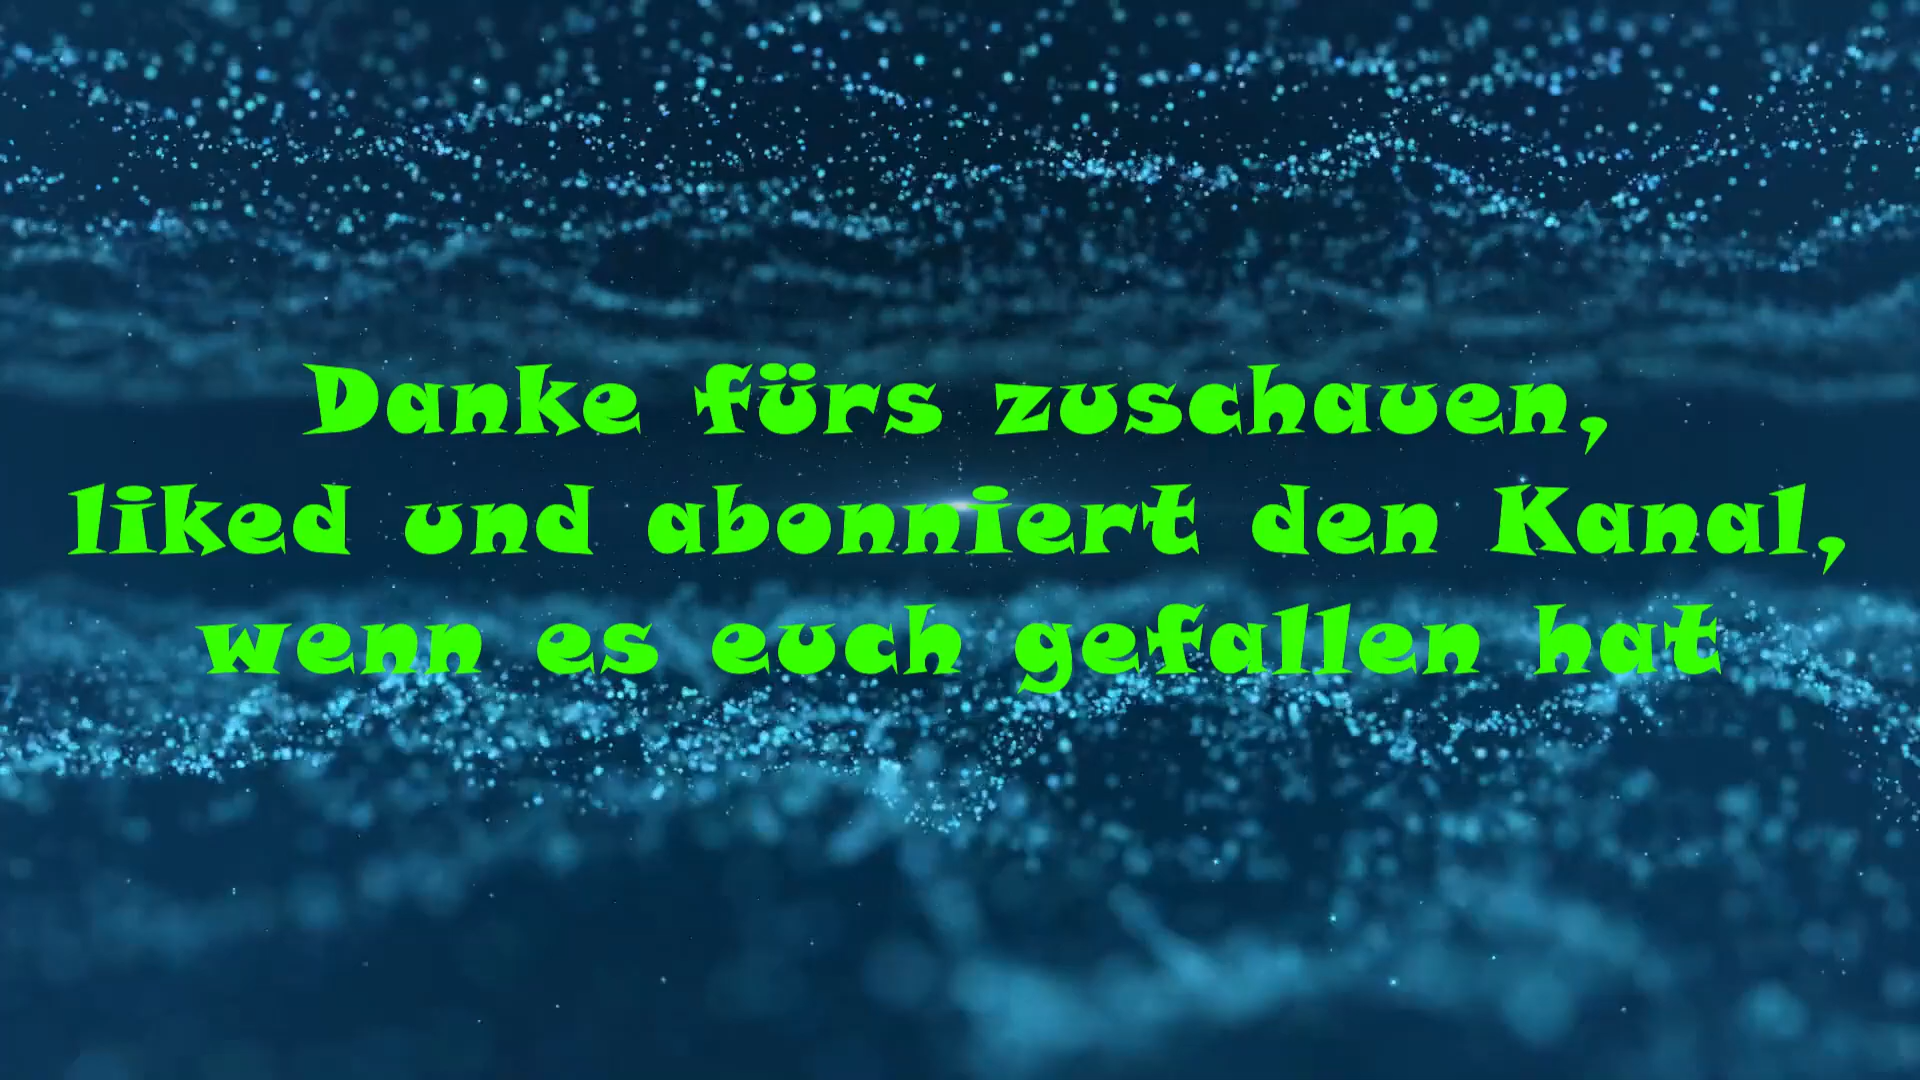 Danke fürs zuschauen,
liked und abonniert den Kanal,
wenn es euch gefallen hat